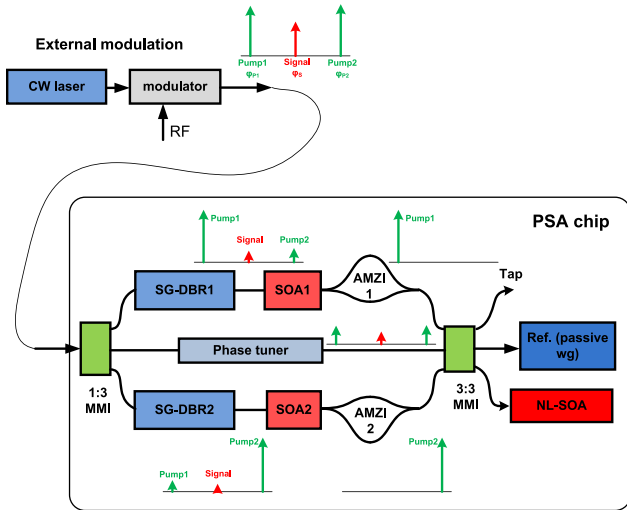 External modulation
CW laser
modulator
RF
Pump1
φP1
Signal
φS
Pump2
φP2
PSA chip
Pump1
Signal
Pump2
Pump1
SG-DBR1
SOA1
AMZI
1
Tap
1:3
MMI
Phase tuner
3:3
MMI
Ref. (passive
wg)
SG-DBR2
SOA2
AMZI
2
NL-SOA
Pump1
Signal
Pump2
Pump2